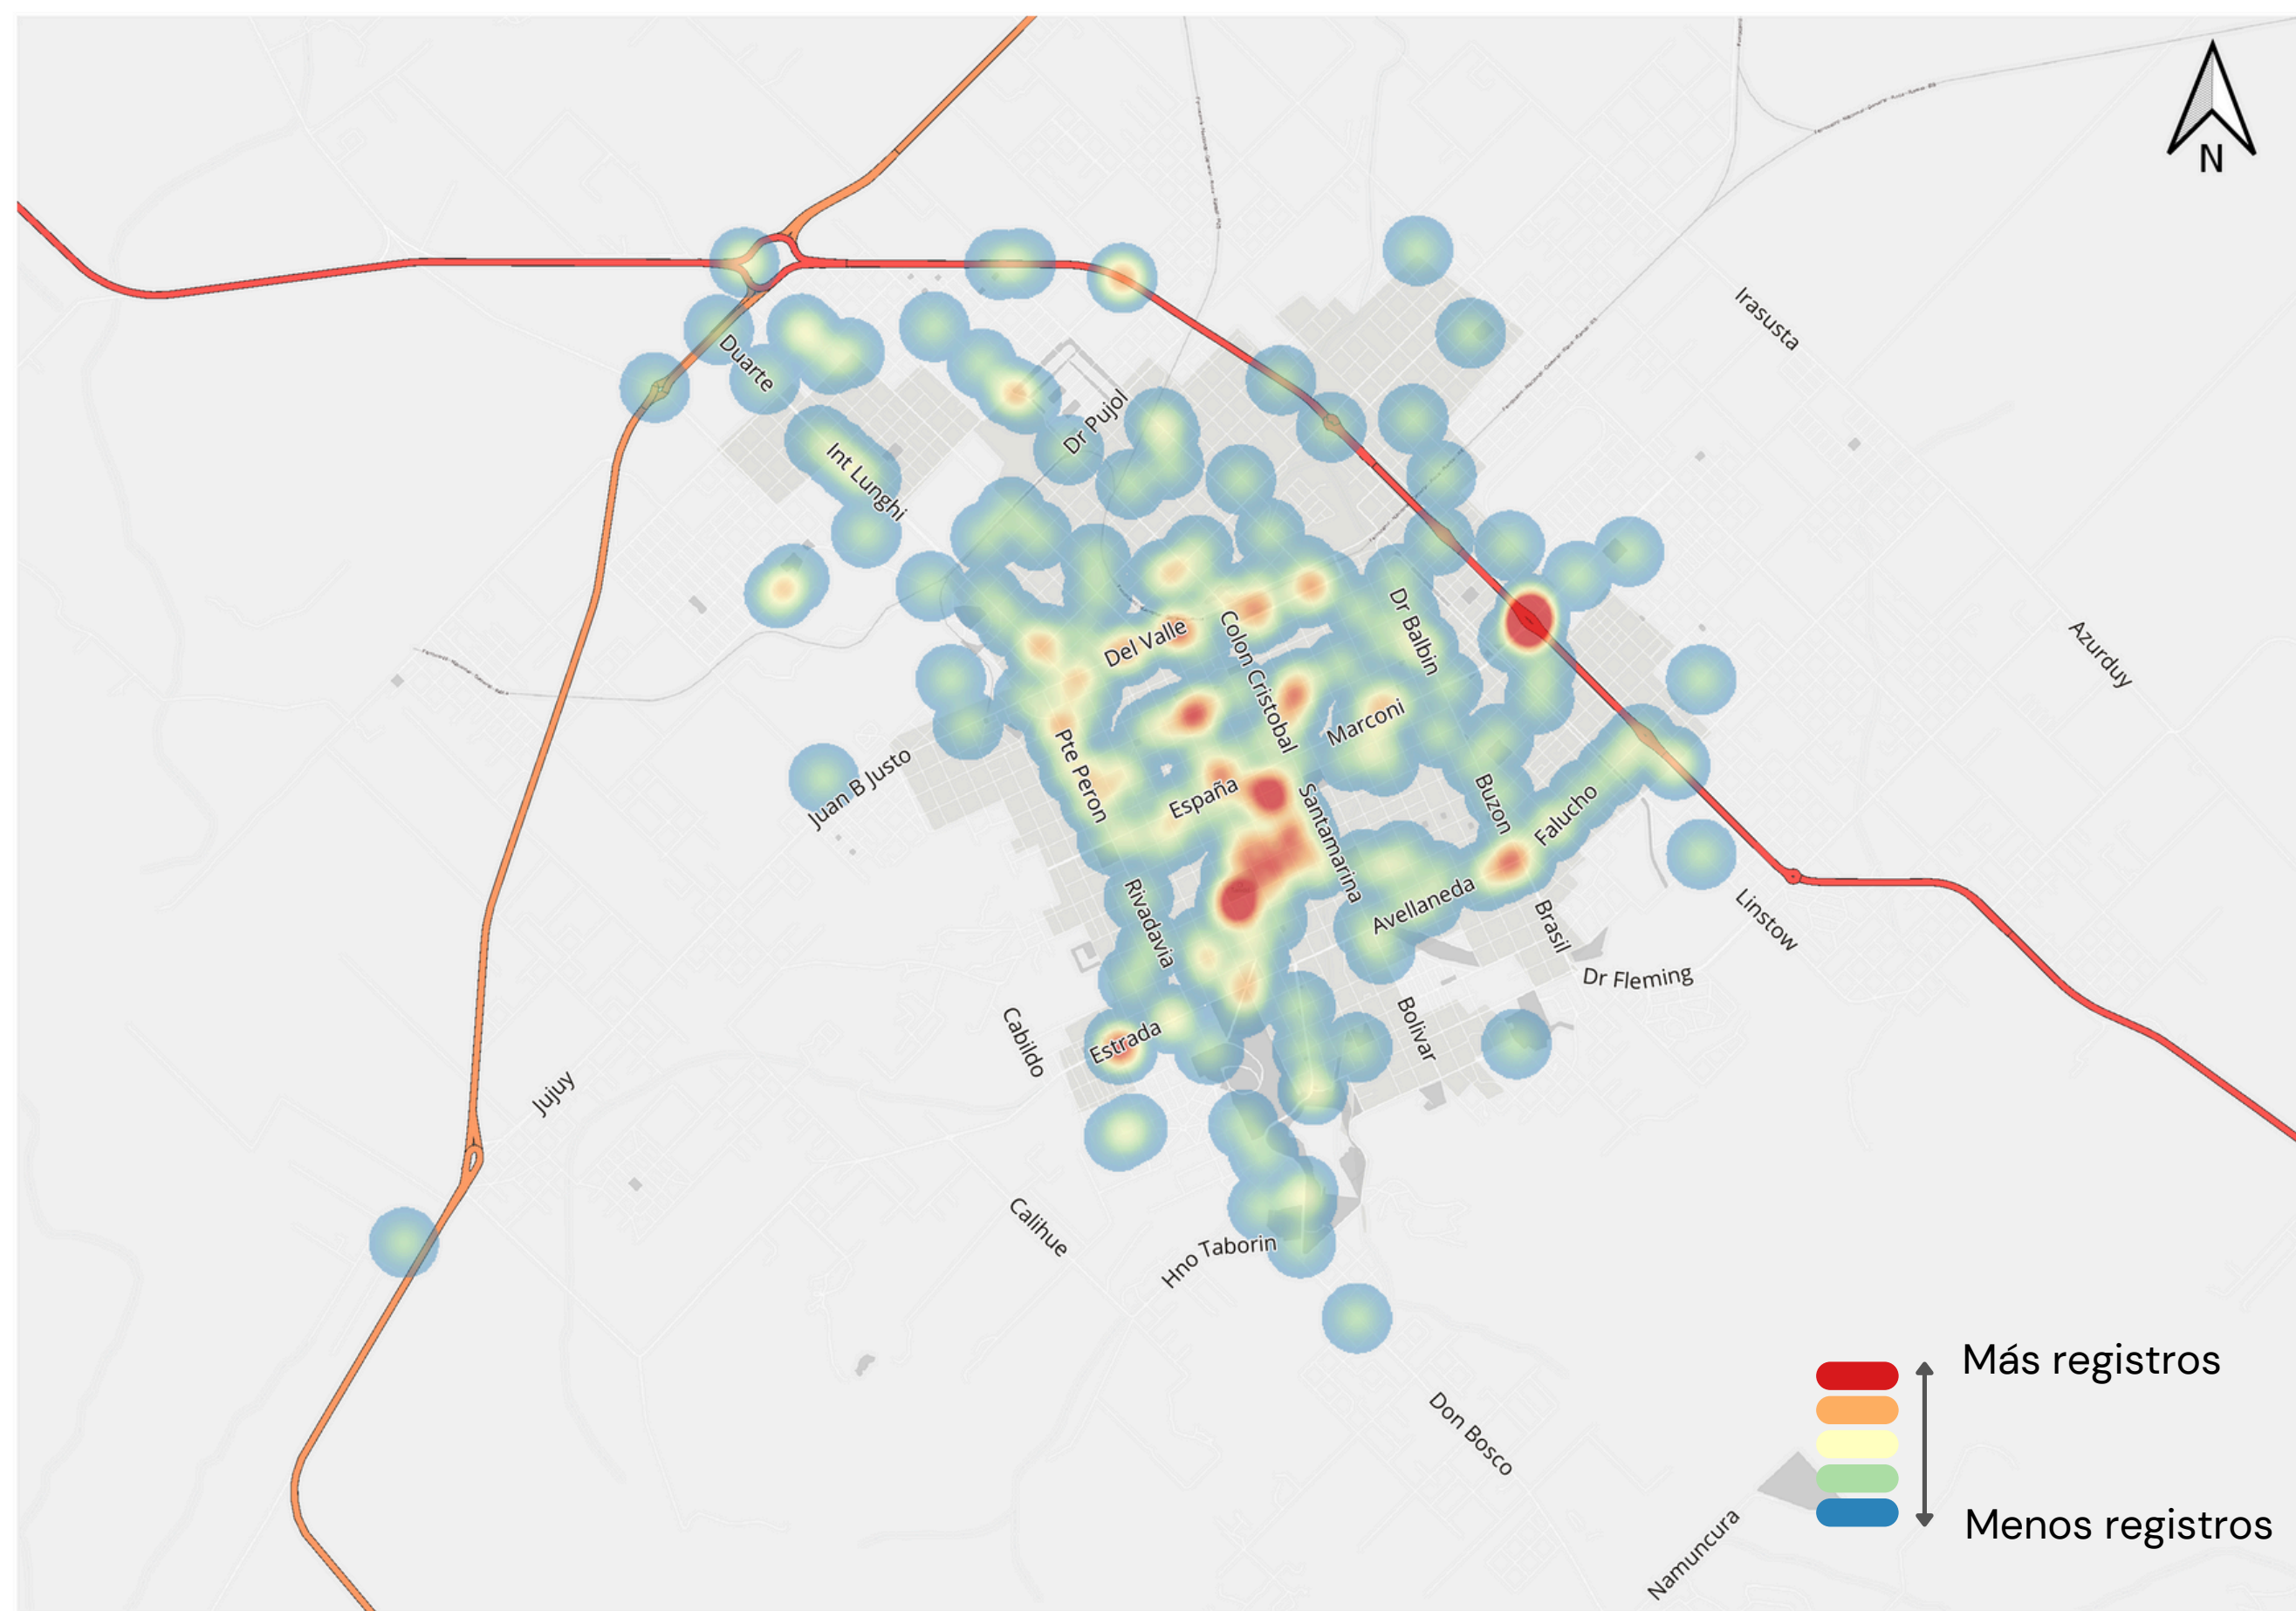 N
Irasusta
Duarte
Dr Pujol
Int Lunghi
Dr Balbin
Colon Cristobal
Del Valle
Azurduy
Marconi
Pte Peron
Juan B Justo
España
Santamarina
Buzon
Falucho
Rivadavia
Avellaneda
Brasil
Linstow
Dr Fleming
Bolivar
Cabildo
Estrada
Jujuy
Calihue
Hno Taborin
Don Bosco
Namuncura
Más registros
Menos registros